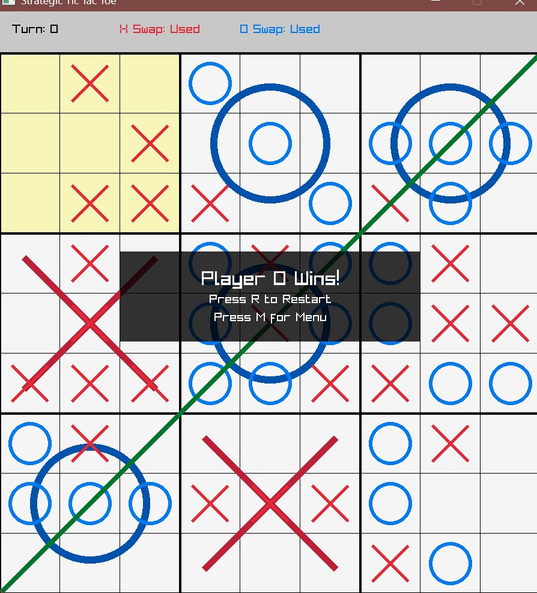 Strategic Tic Tac Toe
Turn: O
X Swap: Used
O Swap: Used
Player O Wins!
Press R to Restart
Press M for Menu